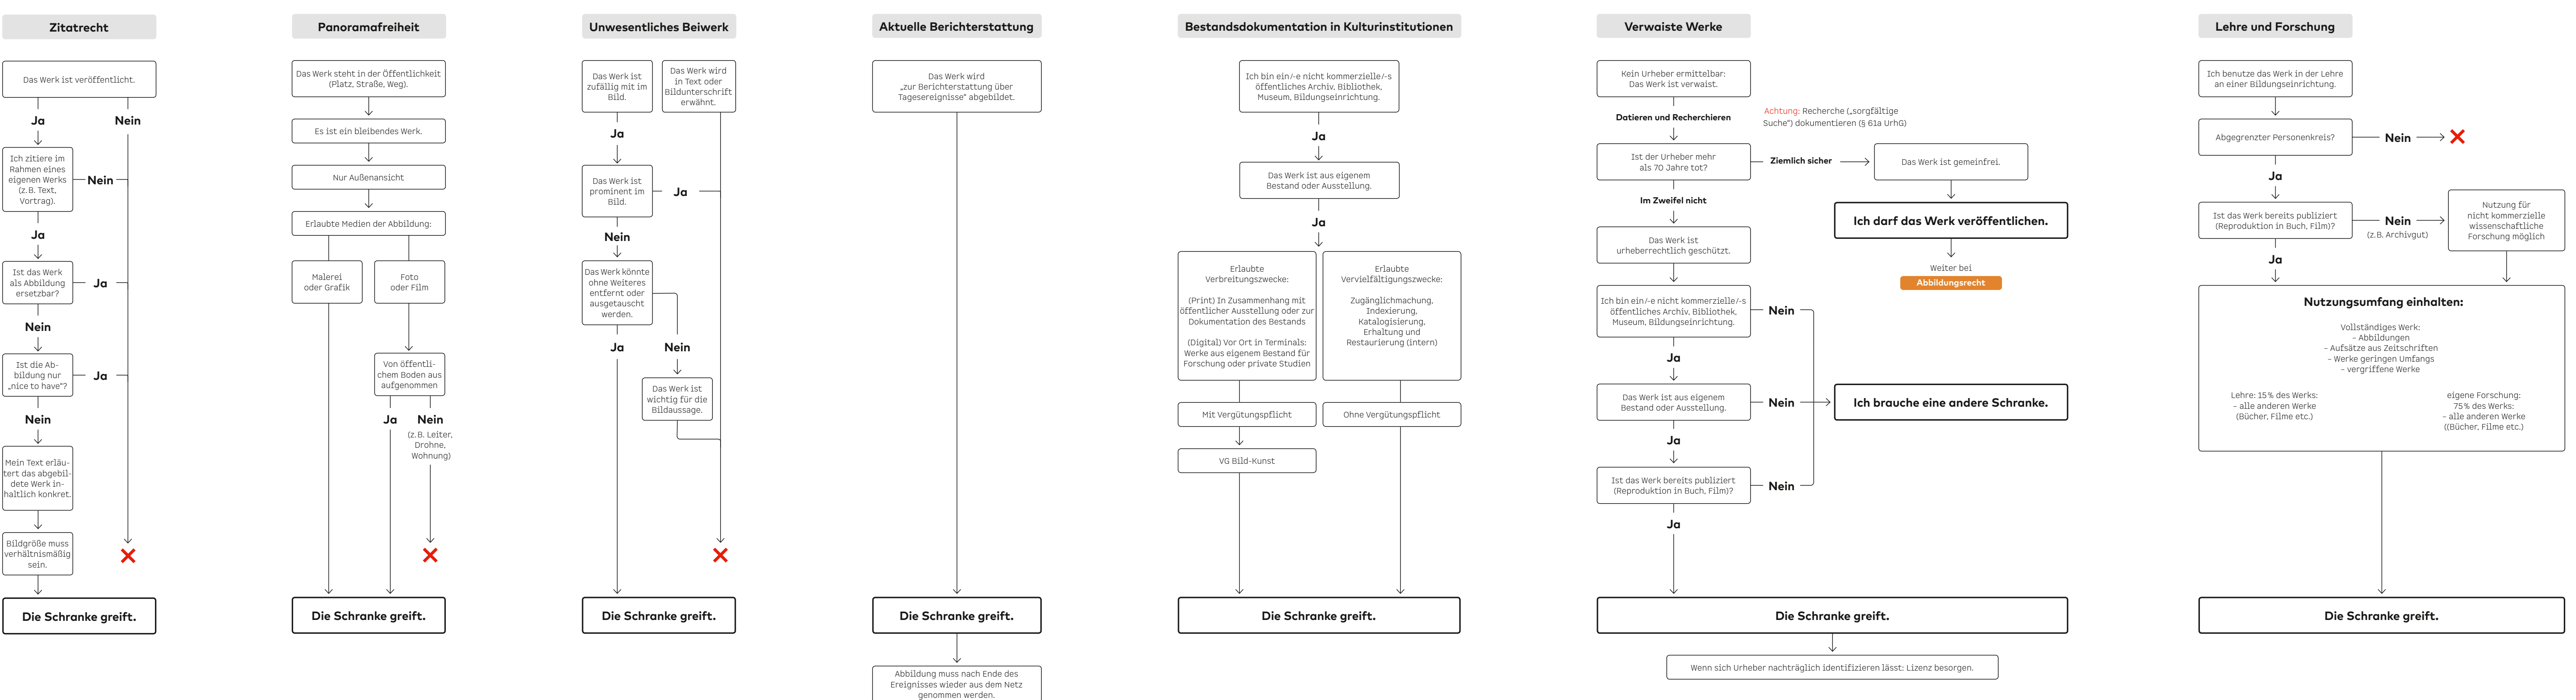 Zitatrecht
Das Werk ist veröffentlicht.
Ja
Nein
Ich zitiere im
Rahmen eines
eigenen Werks
(z. B. Text,
Vortrag).
Nein
Ja
Ist das Werk
als Abbildung
ersetzbar?
Ja
Nein
Ist die Ab-
bildung nur
„nice to have"?
Ja
Nein
Mein Text erläu-
tert das abgebil-
dete Werk in-
haltlich konkret.
Bildgröße muss
verhältnismäßig
sein.
Die Schranke greift.
Panoramafreiheit
Das Werk steht in der Öffentlichkeit
(Platz, Straße, Weg).
Es ist ein bleibendes Werk.
Nur Außenansicht
Erlaubte Medien der Abbildung:
Malerei
oder Grafik
Foto
oder Film
Von öffentli-
chem Boden aus
aufgenommen
Ja
Nein
(z. B. Leiter,
Drohne,
Wohnung)
Die Schranke greift.
Unwesentliches Beiwerk
Das Werk ist
zufällig mit im
Bild.
Das Werk wird
in Text oder
Bildunterschrift
erwähnt.
Ja
Das Werk ist
prominent im
Bild.
Ja
Nein
Das Werk könnte
ohne Weiteres
entfernt oder
ausgetauscht
werden.
Ja
Nein
Das Werk ist
wichtig für die
Bildaussage.
Die Schranke greift.
Aktuelle Berichterstattung
Das Werk wird
„zur Berichterstattung über
Tagesereignisse" abgebildet.
Die Schranke greift.
Abbildung muss nach Ende des
Ereignisses wieder aus dem Netz
genommen werden.
Bestandsdokumentation in Kulturinstitutionen
Ich bin ein/-e nicht kommerzielle/-s
öffentliches Archiv, Bibliothek,
Museum, Bildungseinrichtung.
Ja
Das Werk ist aus eigenem
Bestand oder Ausstellung.
Ja
Erlaubte
Verbreitungszwecke:
(Print) In Zusammenhang mit
öffentlicher Ausstellung oder zur
Dokumentation des Bestands
(Digital) Vor Ort in Terminals:
Werke aus eigenem Bestand für
Forschung oder private Studien
Erlaubte
Vervielfältigungszwecke:
Zugänglichmachung,
Indexierung,
Katalogisierung,
Erhaltung und
Restaurierung (intern)
Mit Vergütungspflicht
Ohne Vergütungspflicht
VG Bild-Kunst
Die Schranke greift.
Verwaiste Werke
Kein Urheber ermittelbar:
Das Werk ist verwaist.
Datieren und Recherchieren
Achtung: Recherche („sorgfältige
Suche") dokumentieren (§ 61a UrhG)
Ist der Urheber mehr
als 70 Jahre tot?
Ziemlich sicher
Das Werk ist gemeinfrei.
Ich darf das Werk veröffentlichen.
Weiter bei
Abbildungsrecht
Im Zweifel nicht
Das Werk ist
urheberrechtlich geschützt.
Ich bin ein/-e nicht kommerzielle/-s
öffentliches Archiv, Bibliothek,
Museum, Bildungseinrichtung.
Nein
Ja
Das Werk ist aus eigenem
Bestand oder Ausstellung.
Nein
Ich brauche eine andere Schranke.
Ja
Ist das Werk bereits publiziert
(Reproduktion in Buch, Film)?
Nein
Ja
Die Schranke greift.
Wenn sich Urheber nachträglich identifizieren lässt: Lizenz besorgen.
Lehre und Forschung
Ich benutze das Werk in der Lehre
an einer Bildungseinrichtung.
Abgegrenzter Personenkreis?
Nein
Ja
Ist das Werk bereits publiziert
(Reproduktion in Buch, Film)?
Nein
(z.B. Archivgut)
Nutzung für
nicht kommerzielle
wissenschaftliche
Forschung möglich
Ja
Nutzungsumfang einhalten:
Vollständiges Werk:
– Abbildungen
– Aufsätze aus Zeitschriften
– Werke geringen Umfangs
– vergriffene Werke
Lehre: 15 % des Werks:
– alle anderen Werke
(Bücher, Filme etc.)
eigene Forschung:
75 % des Werks:
– alle anderen Werke
((Bücher, Filme etc.)
Die Schranke greift.